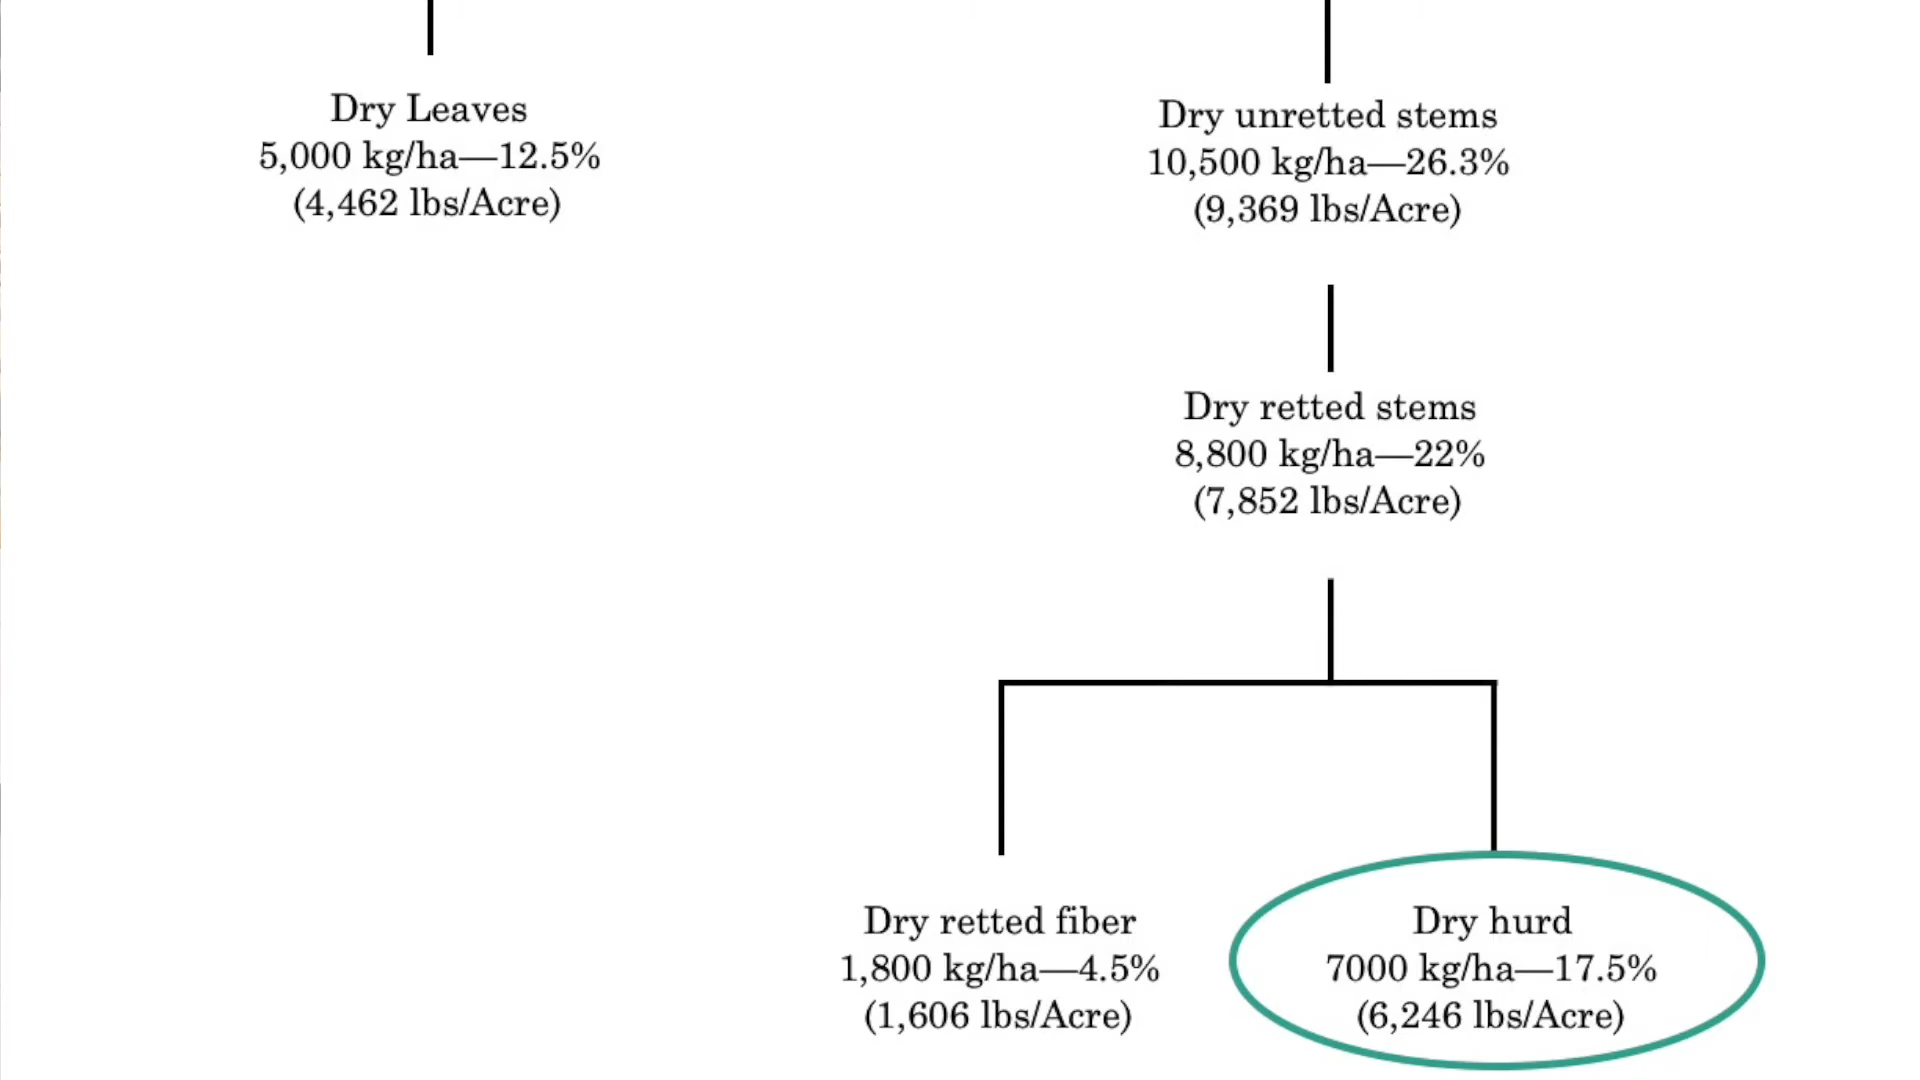 Dry Leaves
5,000 kg/ha—12.5%
(4,462 lbs/Acre)
Dry unretted stems
10,500 kg/ha—26.3%
(9,369 lbs/Acre)
Dry retted stems
8,800 kg/ha—22%
(7,852 lbs/Acre)
Dry retted fiber
1,800 kg/ha—4.5%
(1,606 lbs/Acre)
Dry hurd
7000 kg/ha—17.5%
(6,246 lbs/Acre)